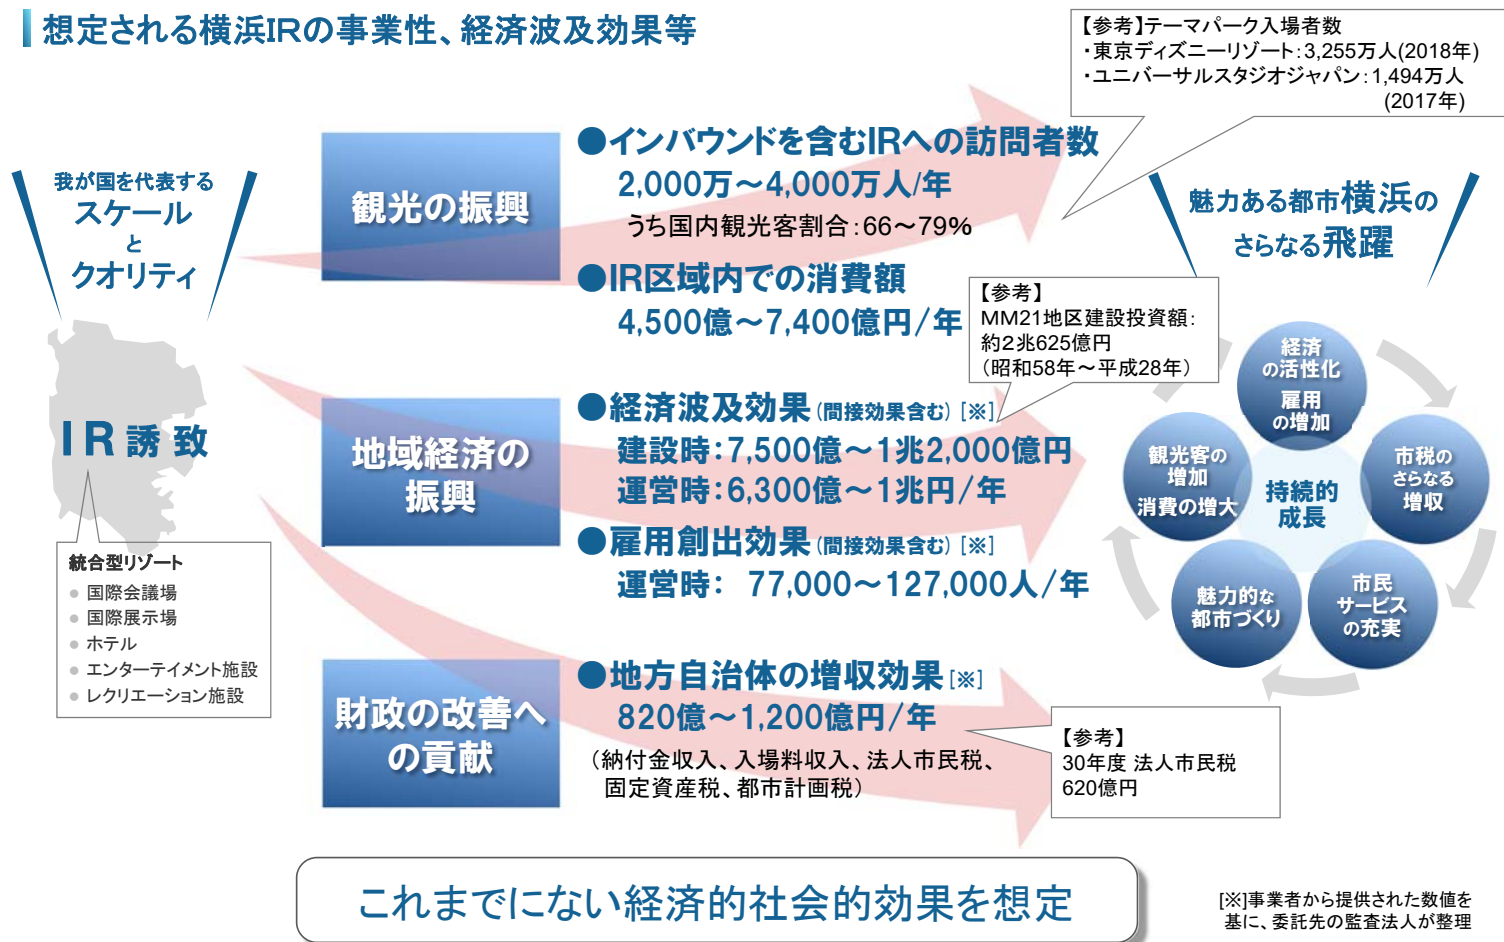 想定される横浜IRの事業性、経済波及効果等
【参考】テーマパーク入場者数
・東京ディズニーリゾート：3,255万人(2018年)
・ユニバーサルスタジオジャパン：1,494万人
(2017年)
我が国を代表する
スケール
と
クオリティ
IR誘致
統合型リゾート
● 国際会議場
● 国際展示場
● ホテル
● エンターテイメント施設
● レクリエーション施設
観光の振興
●インバウンドを含むIRへの訪問者数
2,000万～4,000万人/年
うち国内観光客割合：66～79%
●IR区域内での消費額
4,500億～7,400億円/年
【参考】
MM21地区建設投資額：
約2兆625億円
（昭和58年～平成28年）
地域経済の
振興
●経済波及効果(間接効果含む)[※]
建設時：7,500億～1兆2,000億円
運営時：6,300億～1兆円/年
●雇用創出効果(間接効果含む)[※]
運営時： 77,000～127,000人/年
財政の改善へ
の貢献
●地方自治体の増収効果[※]
820億～1,200億円/年
（納付金収入、入場料収入、法人市民税、
固定資産税、都市計画税）
【参考】
30年度 法人市民税
620億円
魅力ある都市横浜の
さらなる飛躍
経済
の活性化
雇用
の増加
市税の
さらなる
増収
市民
サービス
の充実
魅力的な
都市づくり
観光客の
増加
消費の増大
持続的
成長
これまでにない経済的社会的効果を想定
[※]事業者から提供された数値を
基に、委託先の監査法人が整理